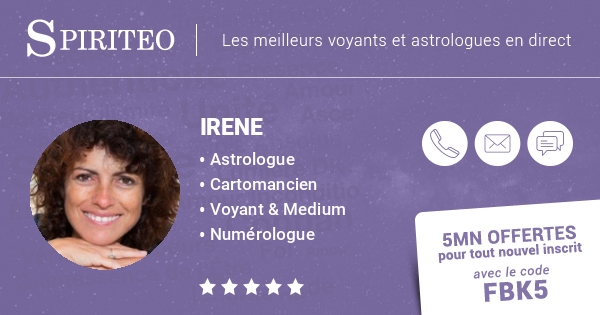 SPIRITEO
Les meilleurs voyants et astrologues en direct
IRENE
• Astrologue
• Cartomancien
• Voyant & Medium
• Numérologue
5MN OFFERTES
pour tout nouvel inscrit
avec le code
FBK5